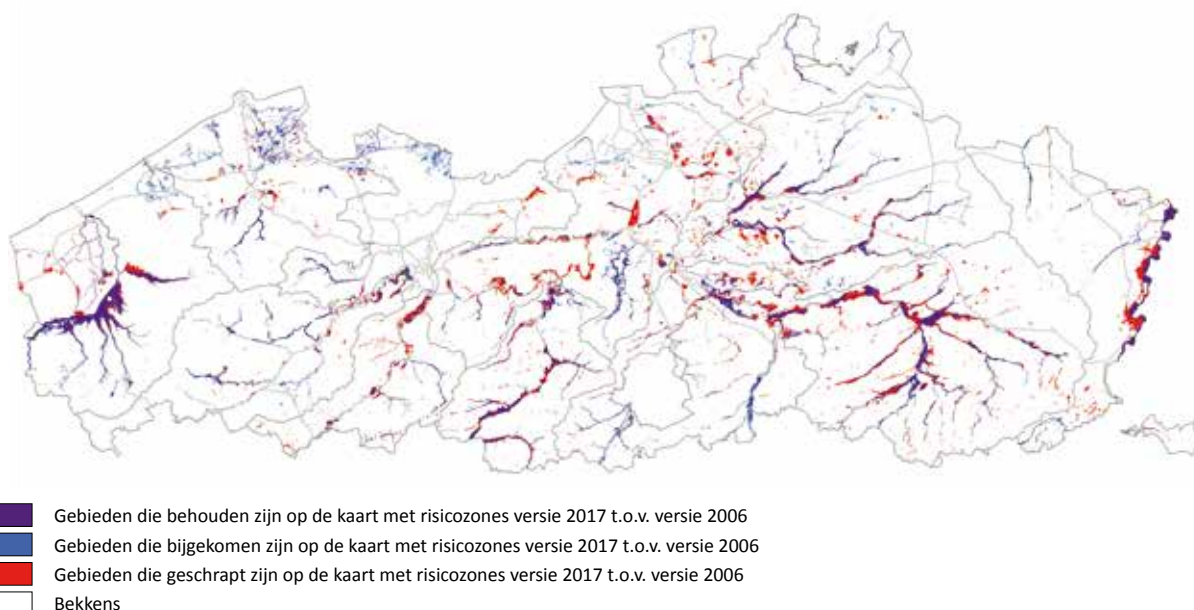 Gebieden die behouden zijn op de kaart met risicozones versie 2017 t.o.v. versie 2006
Gebieden die bijgekomen zijn op de kaart met risicozones versie 2017 t.o.v. versie 2006
Gebieden die geschrapt zijn op de kaart met risicozones versie 2017 t.o.v. versie 2006
Bekkens